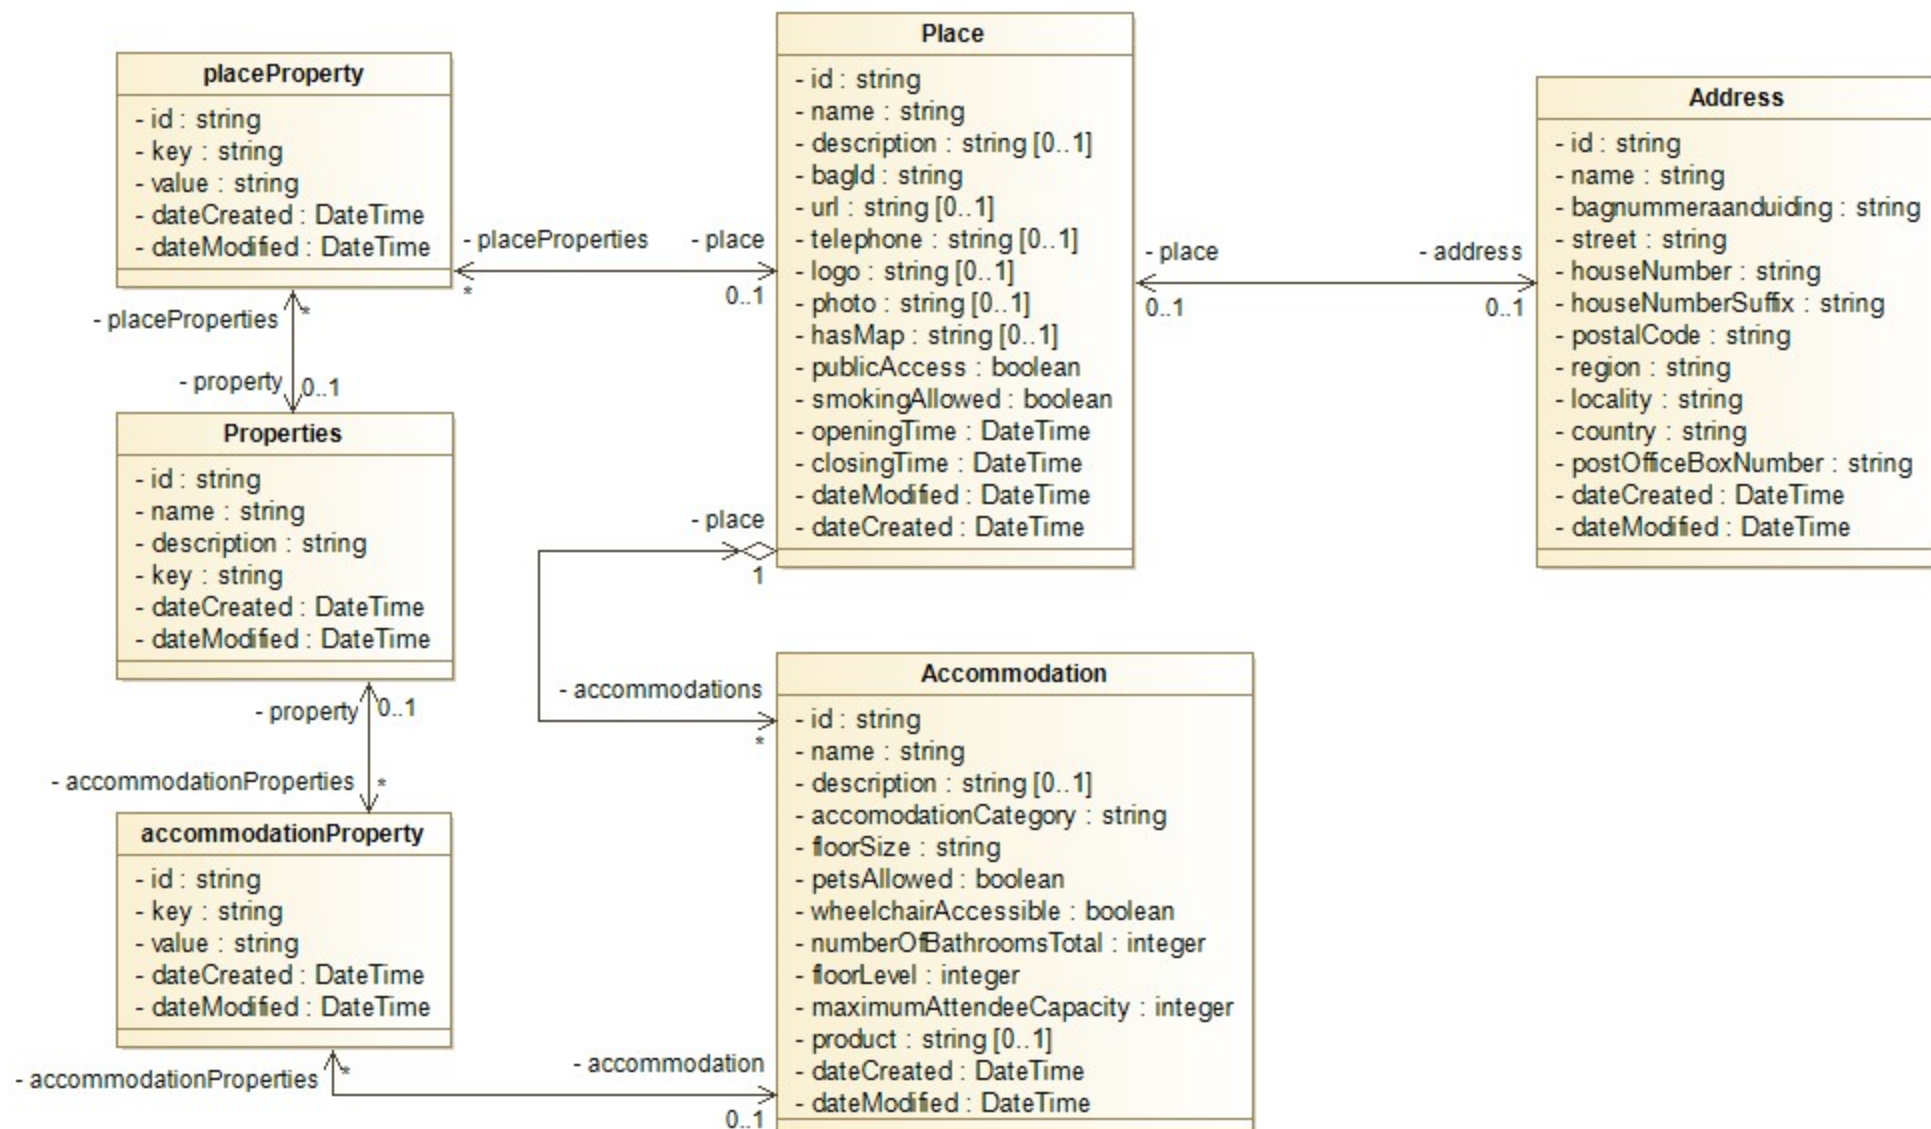 placeProperty
- id : string
- key : string
- value : string
- dateCreated : DateTime
- dateModified : DateTime
- placeProperties
*
- place
0..1
- placeProperties
*
- property
0..1
Properties
- id : string
- name : string
- description : string
- key : string
- dateCreated : DateTime
- dateModified : DateTime
- property
0..1
- accommodationProperties
*
accommodationProperty
- id : string
- key : string
- value : string
- dateCreated : DateTime
- dateModified : DateTime
- accommodationProperties
*
- accommodation
0..1
Place
- id : string
- name : string
- description : string [0..1]
- bagId : string
- url : string [0..1]
- telephone : string [0..1]
- logo : string [0..1]
- photo : string [0..1]
- hasMap : string [0..1]
- publicAccess : boolean
- smokingAllowed : boolean
- openingTime : DateTime
- closingTime : DateTime
- dateModified : DateTime
- dateCreated : DateTime
- place
1
- accommodations
*
Accommodation
- id : string
- name : string
- description : string [0..1]
- accomodationCategory : string
- floorSize : string
- petsAllowed : boolean
- wheelchairAccessible : boolean
- numberOfBathroomsTotal : integer
- floorLevel : integer
- maximumAttendeeCapacity : integer
- product : string [0..1]
- dateCreated : DateTime
- dateModified : DateTime
- place
0..1
- address
0..1
Address
- id : string
- name : string
- bagnummeraanduiding : string
- street : string
- houseNumber : string
- houseNumberSuffix : string
- postalCode : string
- region : string
- locality : string
- country : string
- postOfficeBoxNumber : string
- dateCreated : DateTime
- dateModified : DateTime